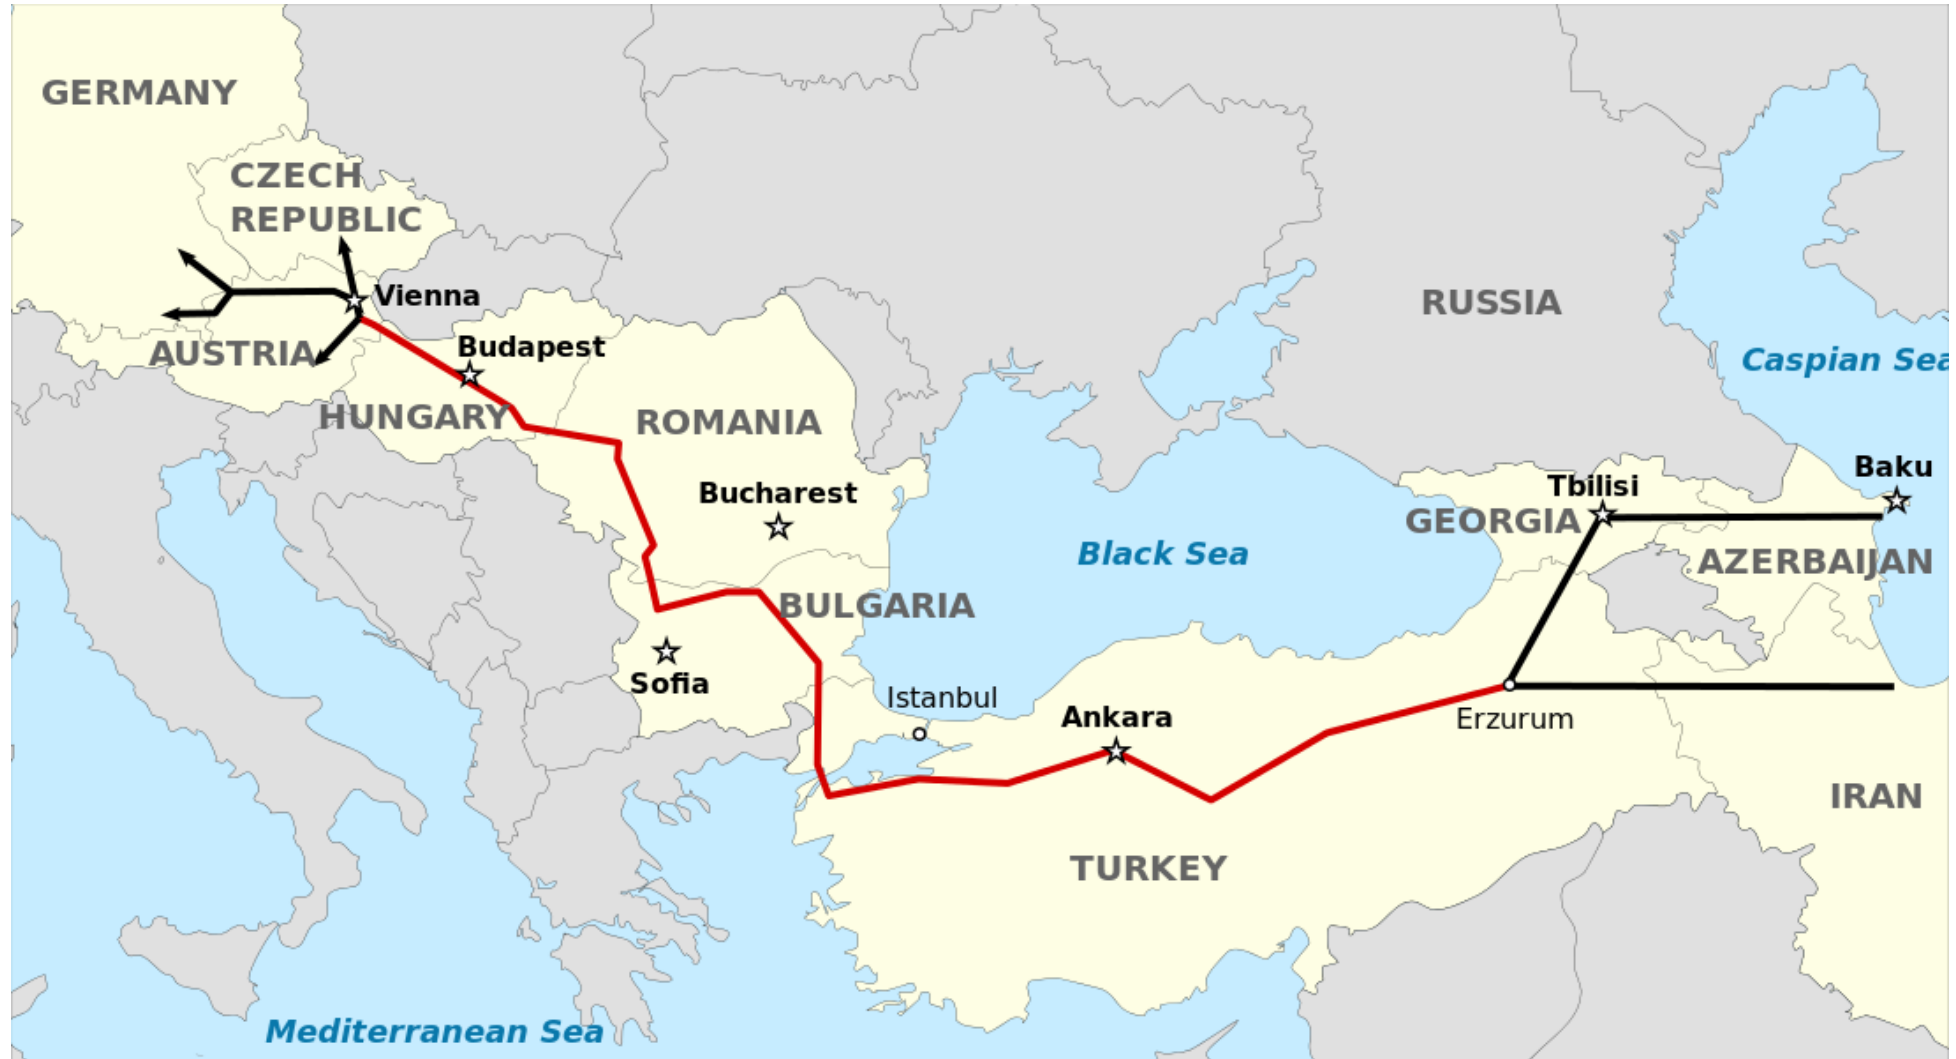 GERMANY
CZECH
REPUBLIC
Vienna
RUSSIA
AUSTRIA
Budapest
Caspian Sea
HUNGARY
ROMANIA
Baku
Tbilisi
Bucharest
GEORGIA
Black Sea
AZERBAIJAN
BULGARIA
Sofia
Istanbul
Ankara
Erzurum
IRAN
TURKEY
Mediterranean Sea